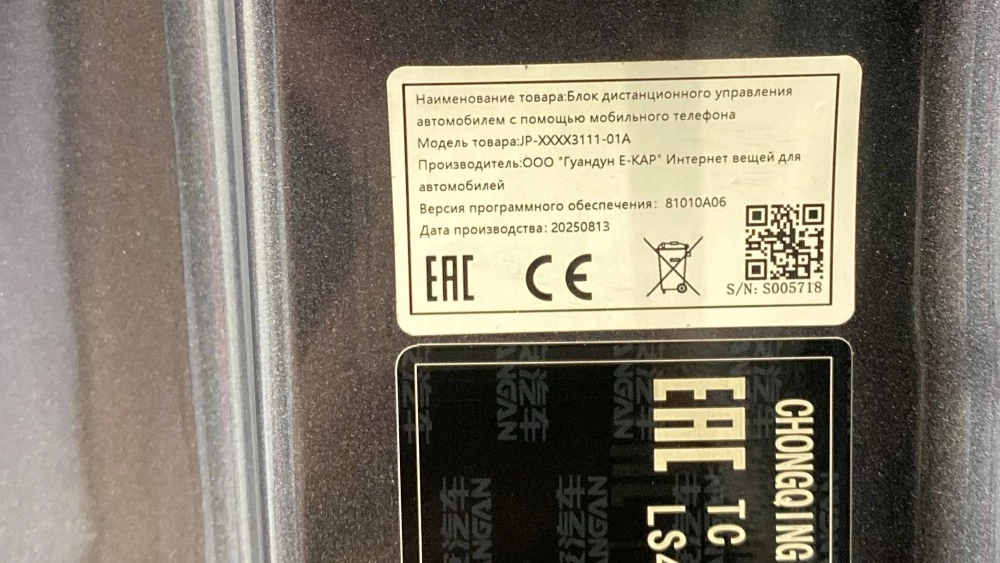 Наименование товара:Блок дистанционного управления
автомобилем с помощью мобильного телефона
Модель товара:JP-XXXX3111-01A
Производитель:ООО "Гуандун Е-КАР" Интернет вещей для
автомобилей
Версия программного обеспечения: 81010A06
Дата производства: 20250813
EAC CE
S/N: S005718
CHONGQING
EAC TC